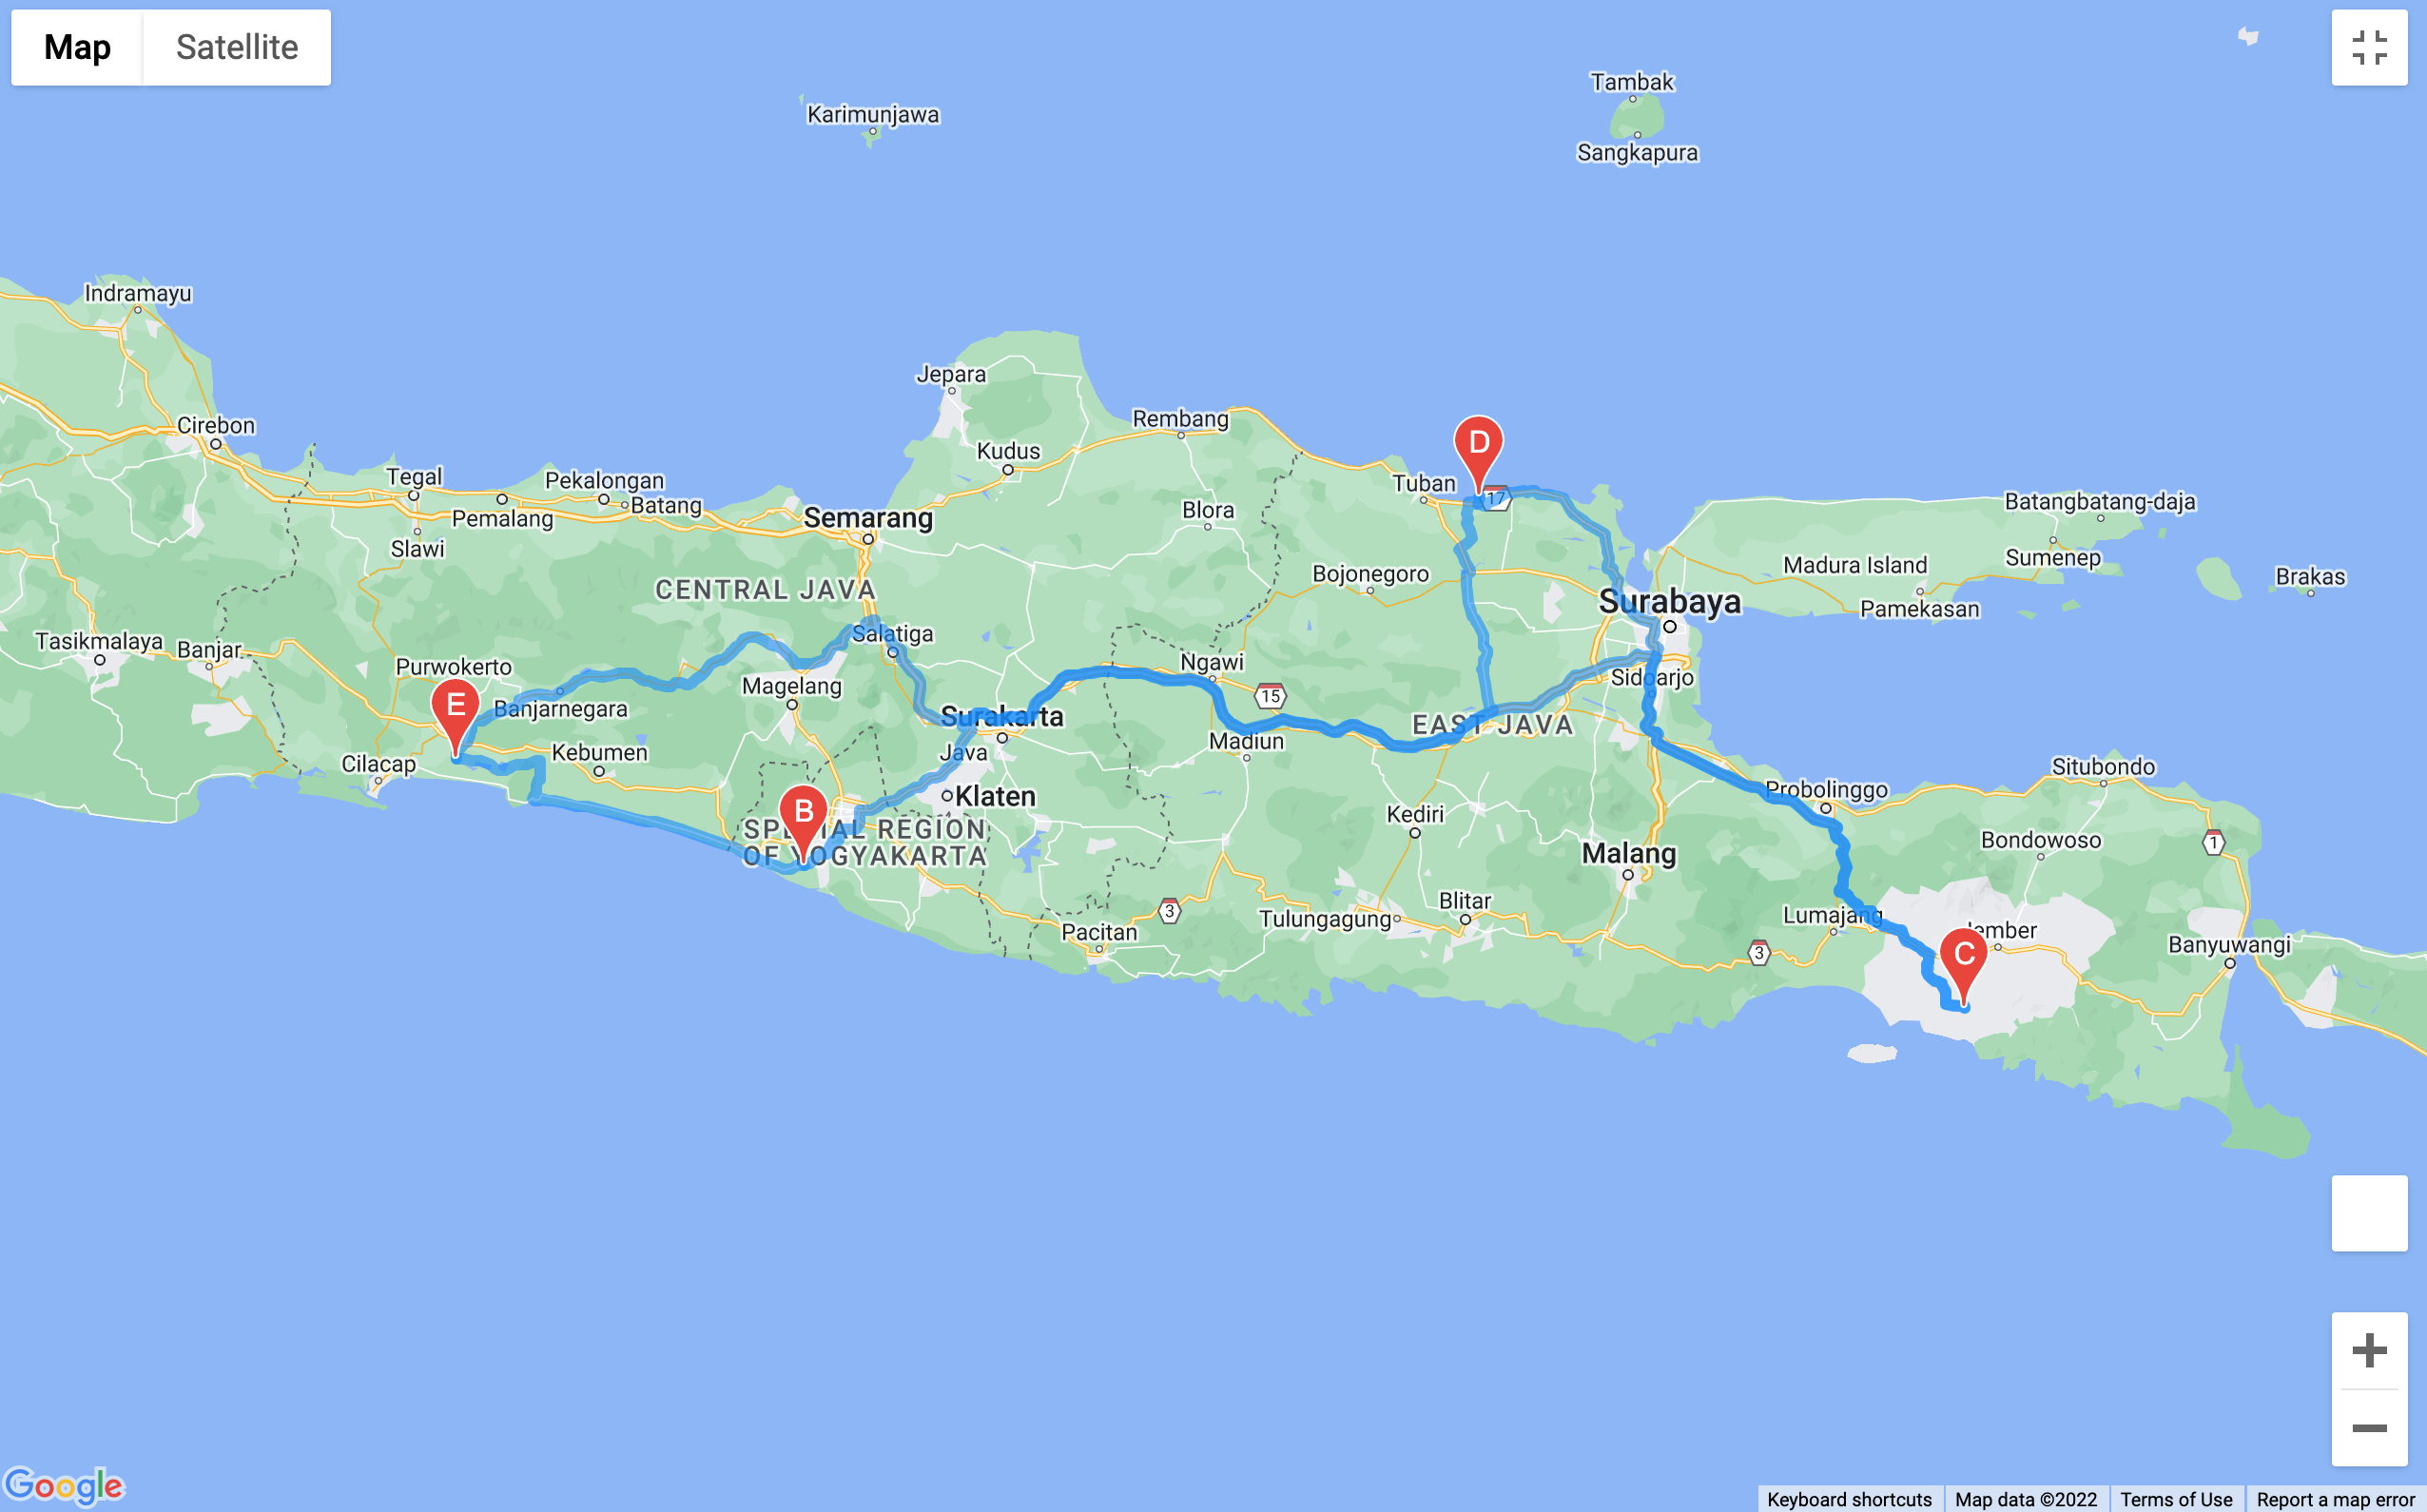 Map
Satellite
Tambak
Karimunjawa
Sangkapura
Indramayu
Jepara
Rembang
Cirebon
D
Kudus
Tegal
Pekalongan
Tuban
17
Batang
Batangbatang-daja
Pemalang
Semarang
Blora
Slawi
Sumenep
Madura Island
Bojonegoro
Brakas
CENTRAL JAVA
Surabaya
Pamekasan
Tasikmalaya
Banjar
Salatiga
Purwokerto
Ngawi
Sidoarjo
Magelang
15
E
Banjarnegara
Surakarta
EAST JAVA
Madiun
Kebumen
Java
Cilacap
Situbondo
Probolinggo
Klaten
B
Kediri
SPECIAL REGION
OF YOGYAKARTA
Bondowoso
1
Malang
Blitar
3
Tulungagung
Lumajang
Pacitan
Jember
Banyuwangi
3
C
Google
Keyboard shortcuts
Map data ©2022
Terms of Use
Report a map error